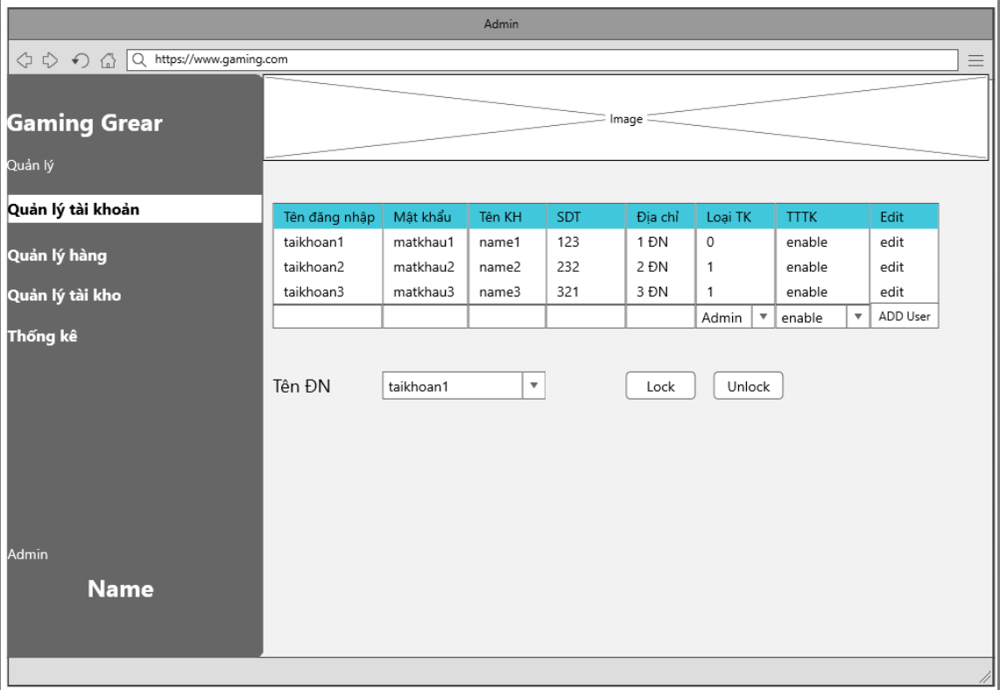 Admin
https://www.gaming.com
Gaming Grear
Quản lý
Quản lý tài khoản
Quản lý hàng
Quản lý tài kho
Thống kê
Admin
Name
Image
Tên đăng nhập Mật khẩu Tên KH SDT Địa chỉ Loại TK TTTK Edit
taikhoan1 matkhau1 name1 123 1 ĐN 0 enable edit
taikhoan2 matkhau2 name2 232 2 ĐN 1 enable edit
taikhoan3 matkhau3 name3 321 3 ĐN 1 enable edit
Admin enable ADD User
Tên ĐN taikhoan1 Lock Unlock